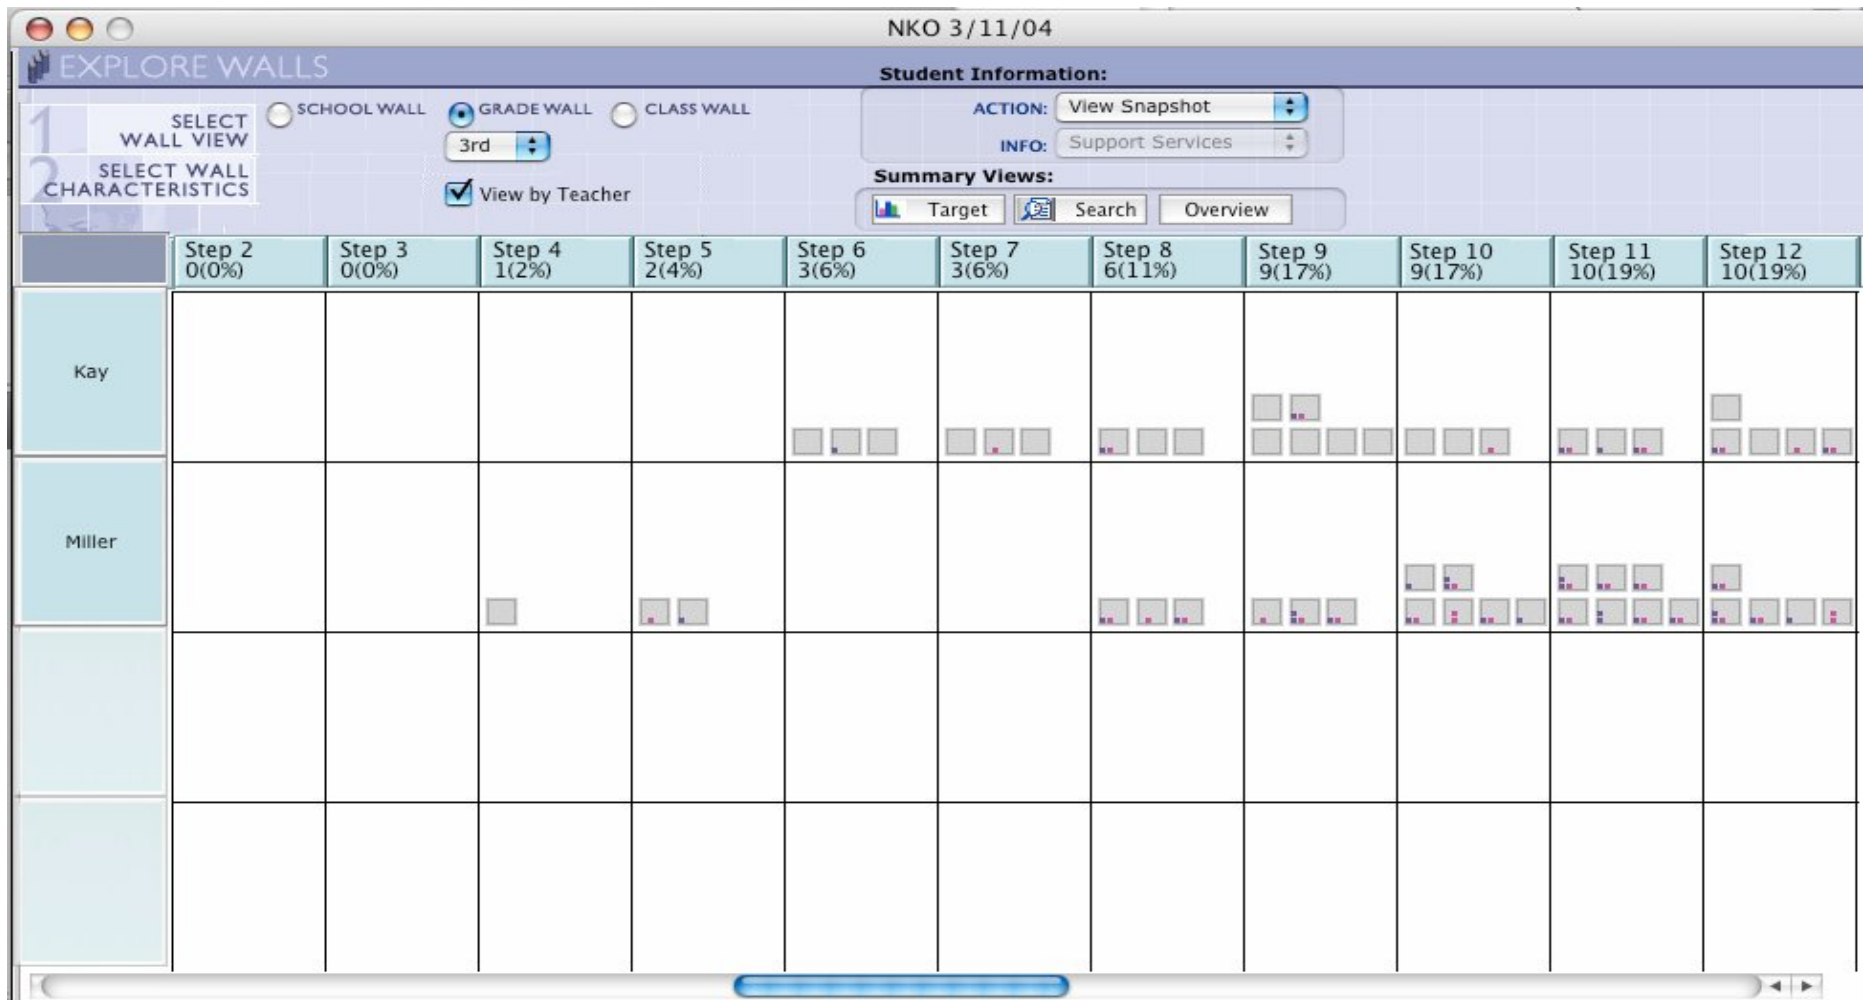 NKO 3/11/04
EXPLORE WALLS
Student Information:
1 SELECT WALL VIEW
SCHOOL WALL GRADE WALL CLASS WALL
3rd
ACTION: View Snapshot
INFO: Support Services
2 SELECT WALL CHARACTERISTICS
View by Teacher
Summary Views:
Target Search Overview
Step 2 Step 3 Step 4 Step 5 Step 6 Step 7 Step 8 Step 9 Step 10 Step 11 Step 12
0(0%) 0(0%) 1(2%) 2(4%) 3(6%) 3(6%) 6(11%) 9(17%) 9(17%) 10(19%) 10(19%)
Kay
Miller